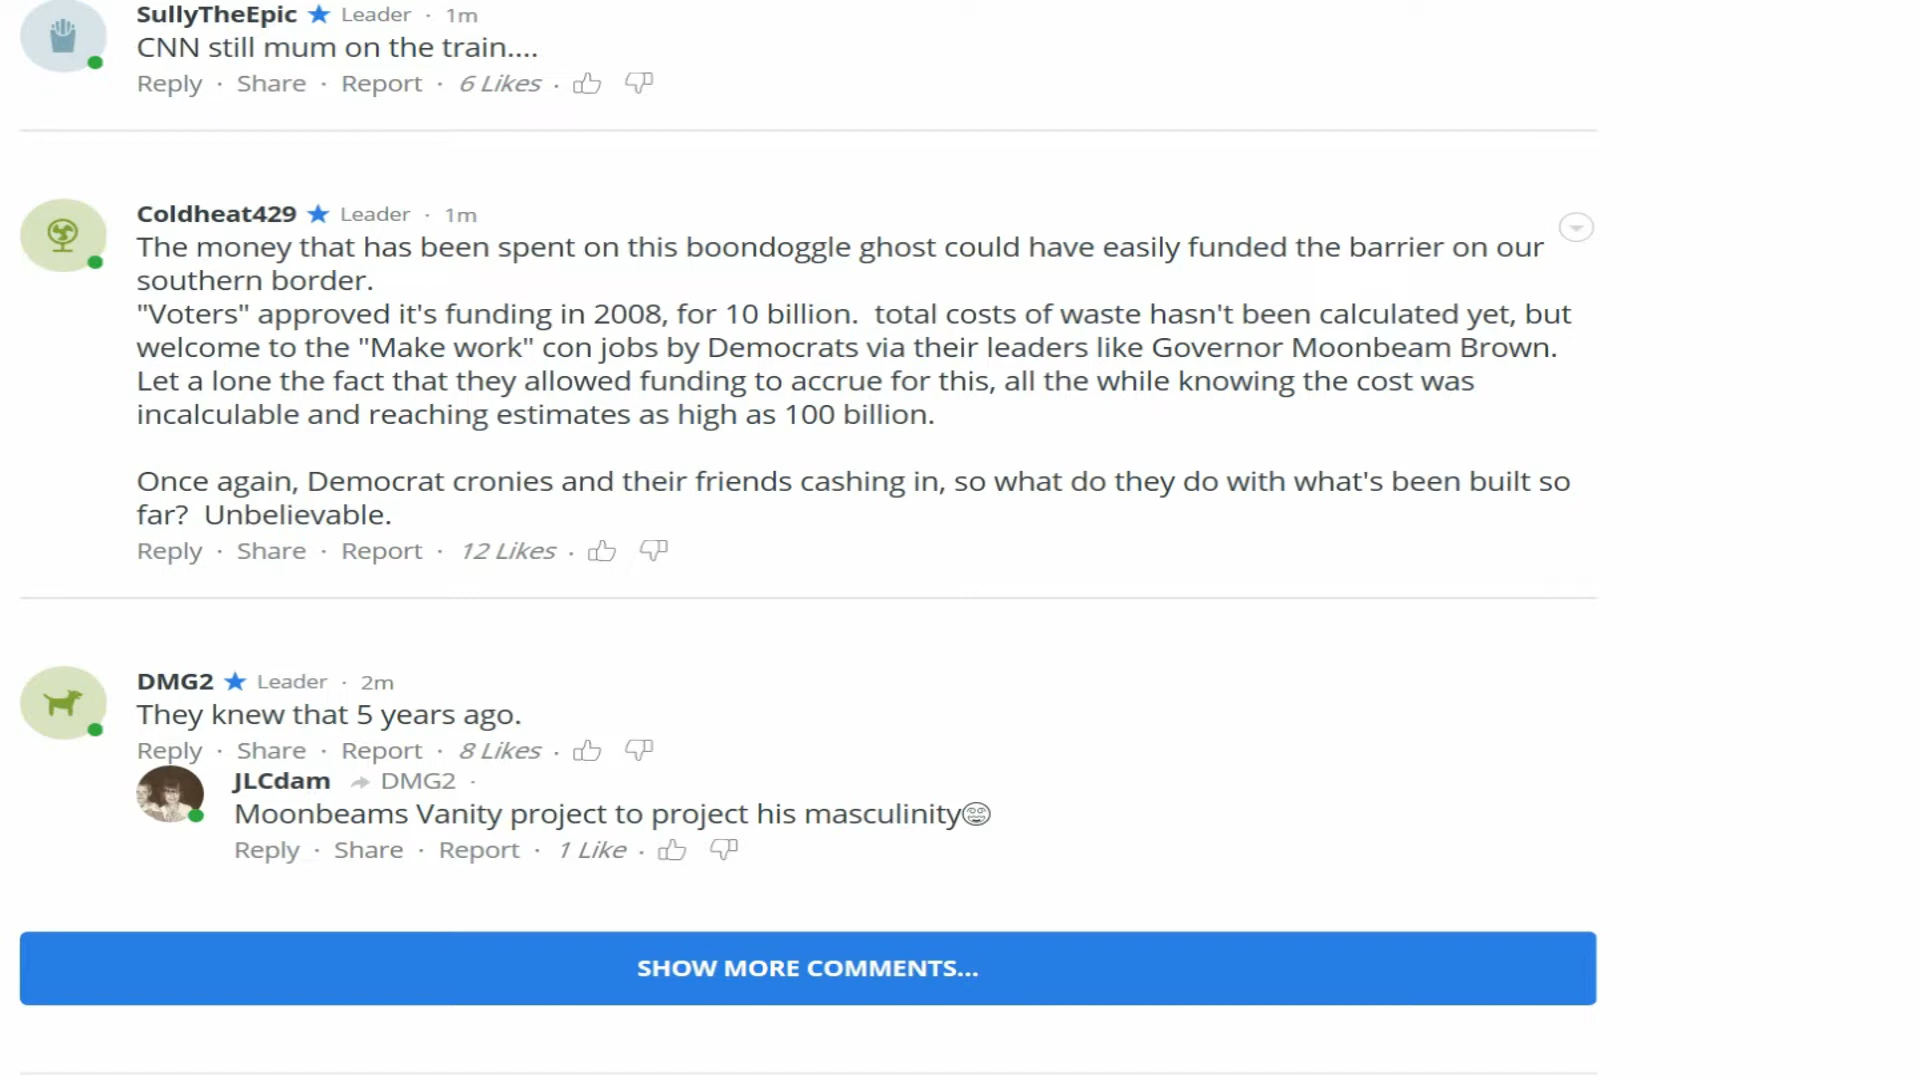 SullyTheEpic ★ Leader · 1m
CNN still mum on the train....
Reply · Share · Report · 6 Likes ·
Coldheat429 ★ Leader · 1m
The money that has been spent on this boondoggle ghost could have easily funded the barrier on our
southern border.
"Voters" approved it's funding in 2008, for 10 billion.  total costs of waste hasn't been calculated yet, but
welcome to the "Make work" con jobs by Democrats via their leaders like Governor Moonbeam Brown.
Let a lone the fact that they allowed funding to accrue for this, all the while knowing the cost was
incalculable and reaching estimates as high as 100 billion.
Once again, Democrat cronies and their friends cashing in, so what do they do with what's been built so
far?  Unbelievable.
Reply · Share · Report · 12 Likes ·
DMG2 ★ Leader · 2m
They knew that 5 years ago.
Reply · Share · Report · 8 Likes ·
JLCdam DMG2 ·
Moonbeams Vanity project to project his masculinity
Reply · Share · Report · 1 Like ·
SHOW MORE COMMENTS...